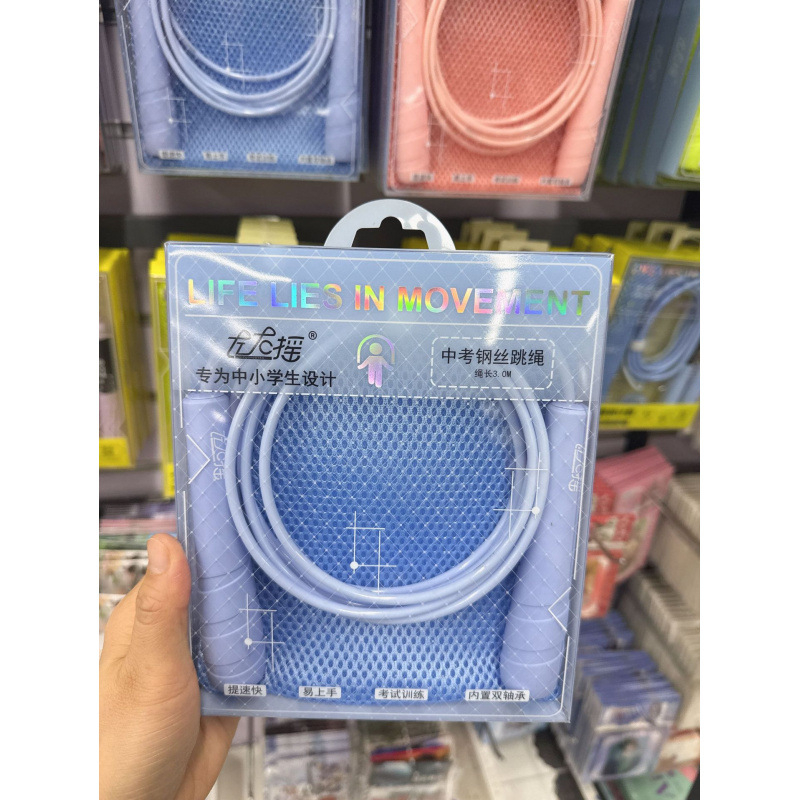 LIFE LIES IN MOVEMENT
摇®
专为中小学生设计
中考钢丝跳绳
绳长3.0M
提速快
易上手
考试训练
内置双轴承